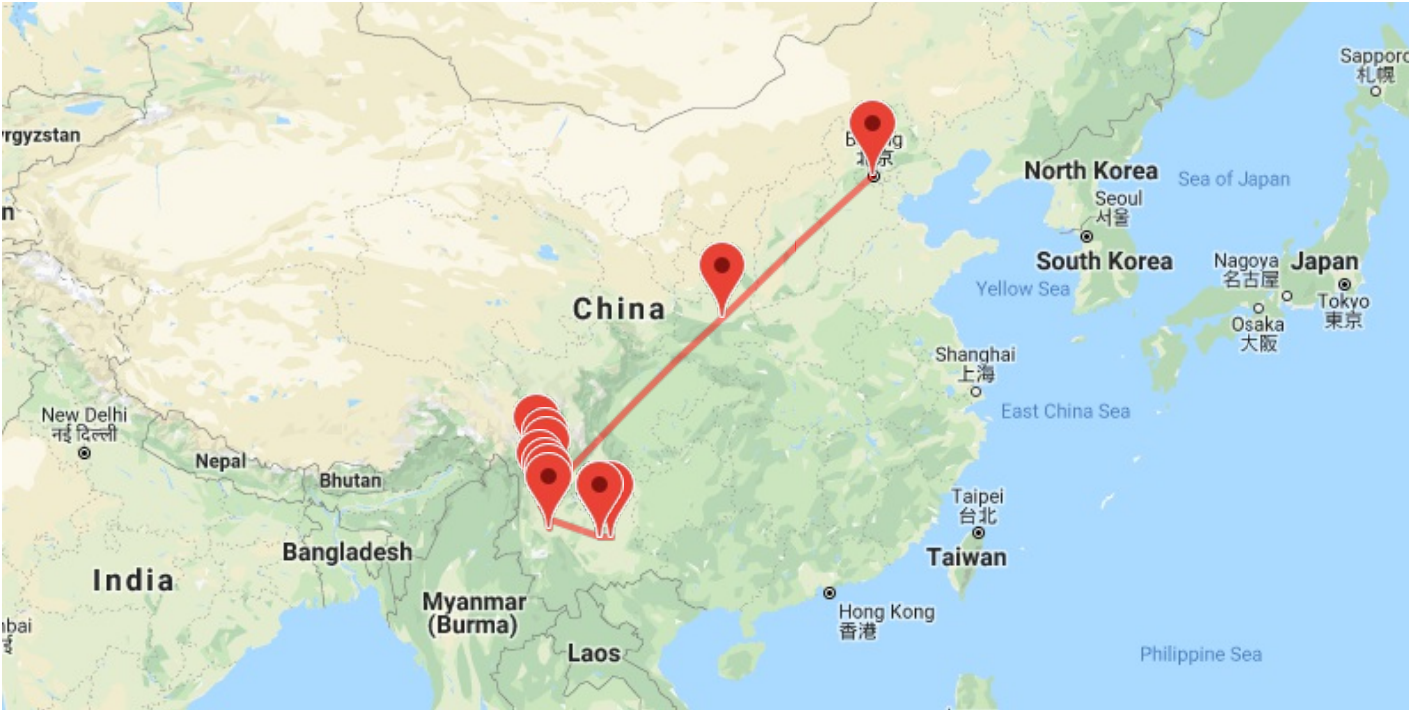 Sapporo
札幌
yrgyzstan
北京
North Korea
Sea of Japan
n
Seoul
서울
South Korea
Nagoya
名古屋
Japan
Yellow Sea
China
Tokyo
東京
Osaka
大阪
Shanghai
上海
East China Sea
New Delhi
नई दिल्ली
Nepal
Bhutan
Taipei
台北
Bangladesh
Taiwan
India
Myanmar
(Burma)
Hong Kong
香港
nbai
Laos
Philippine Sea